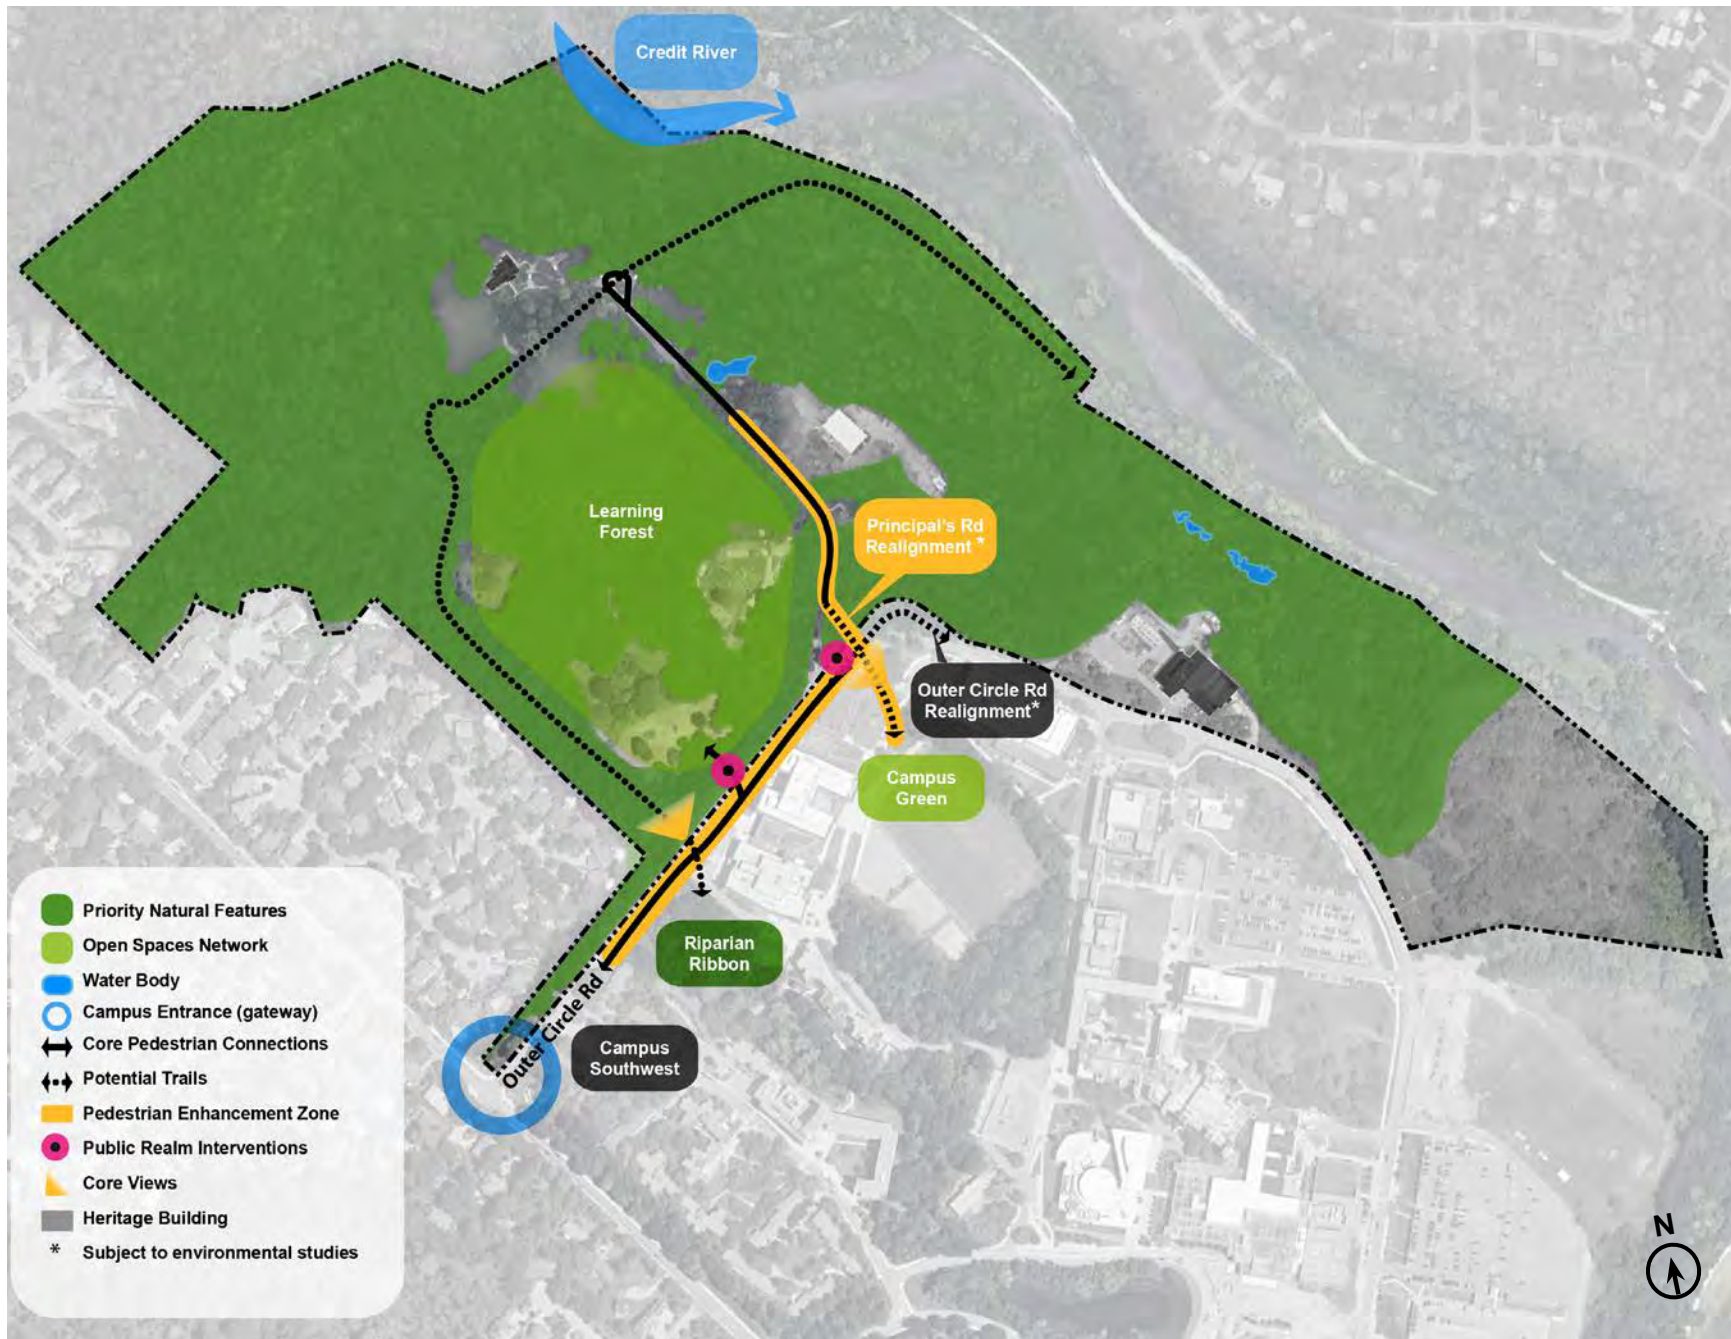 Credit River
Learning
Forest
Principal's Rd
Realignment *
Outer Circle Rd
Realignment*
Campus
Green
Riparian
Ribbon
Outer Circle Rd
Campus
Southwest
Priority Natural Features
Open Spaces Network
Water Body
Campus Entrance (gateway)
Core Pedestrian Connections
Potential Trails
Pedestrian Enhancement Zone
Public Realm Interventions
Core Views
Heritage Building
* Subject to environmental studies
N